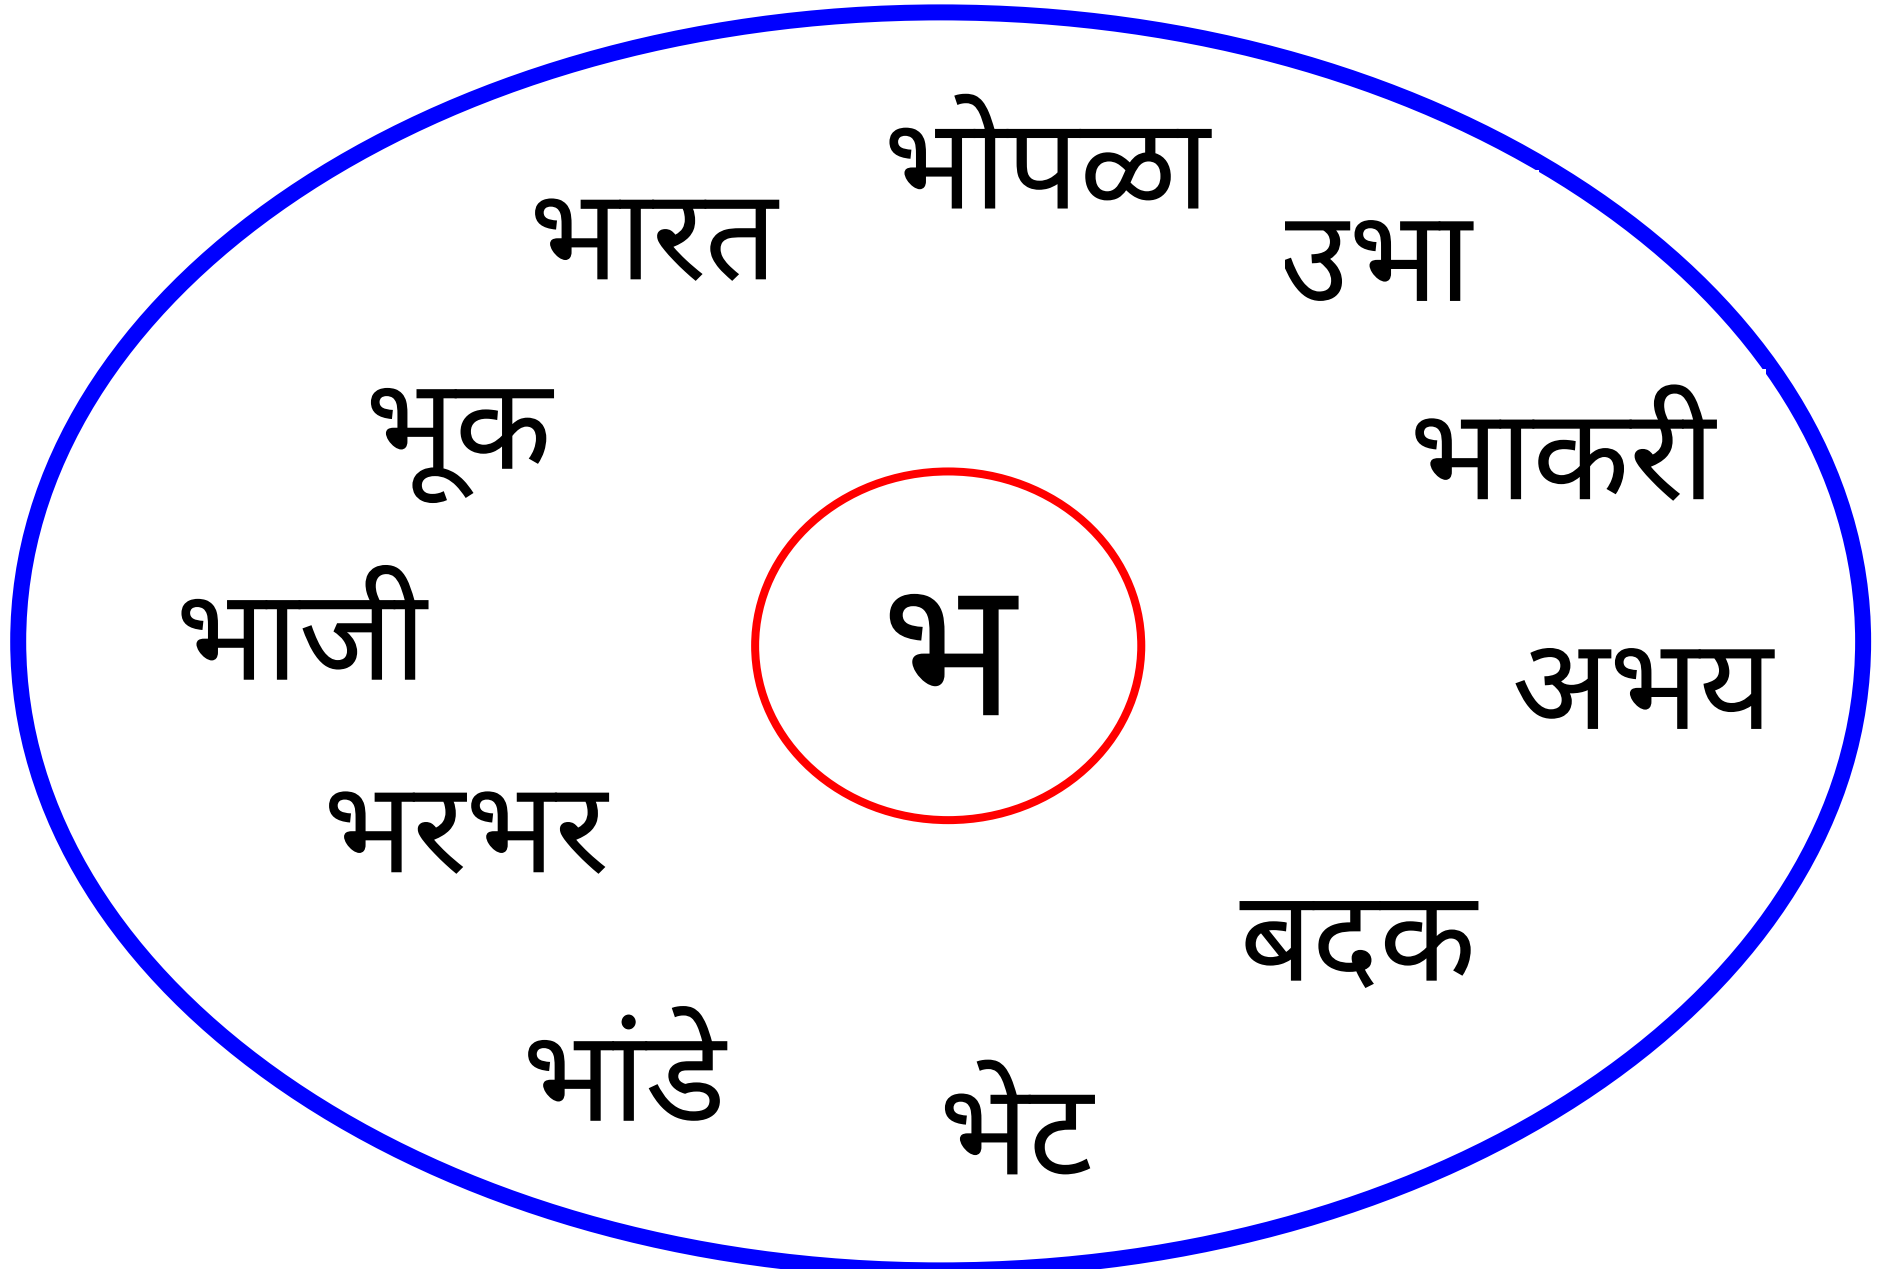 भोपळा
भारत
उभा
भूक
भाकरी
भाजी
भ
अभय
भरभर
बदक
भांडे
भेट